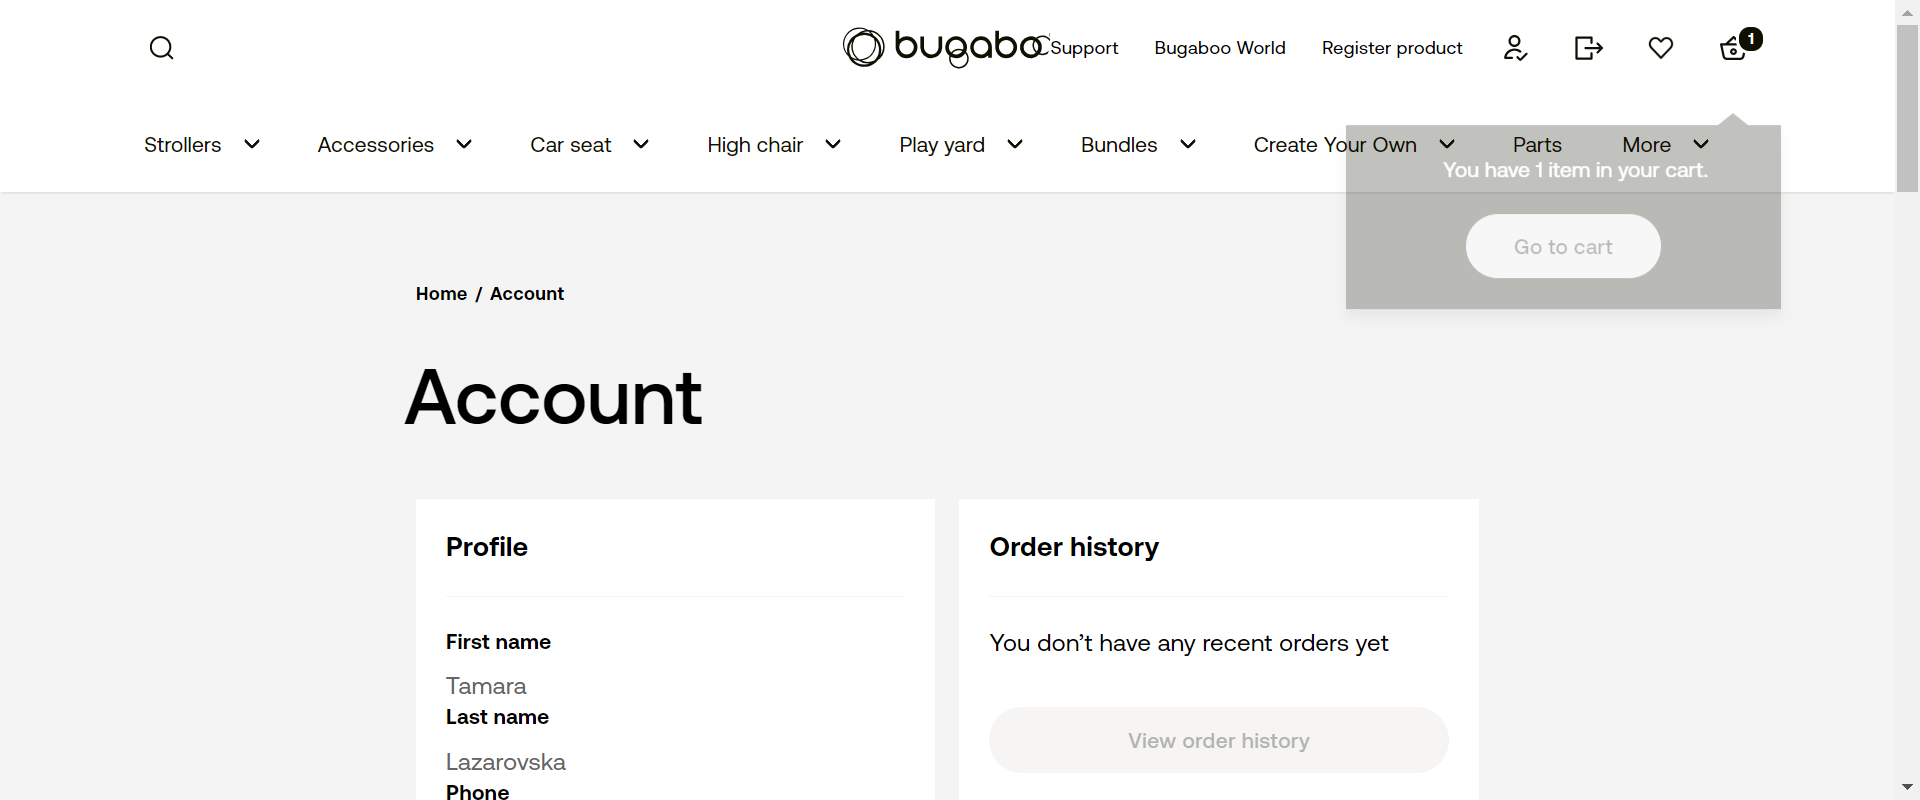 bugaboo
Support
Bugaboo World
Register product
1
Strollers
Accessories
Car seat
High chair
Play yard
Bundles
Create Your Own
Parts
More
You have 1 item in your cart.
Go to cart
Home / Account
Account
Profile
Order history
First name
You don’t have any recent orders yet
Tamara
Last name
View order history
Lazarovska
Phone